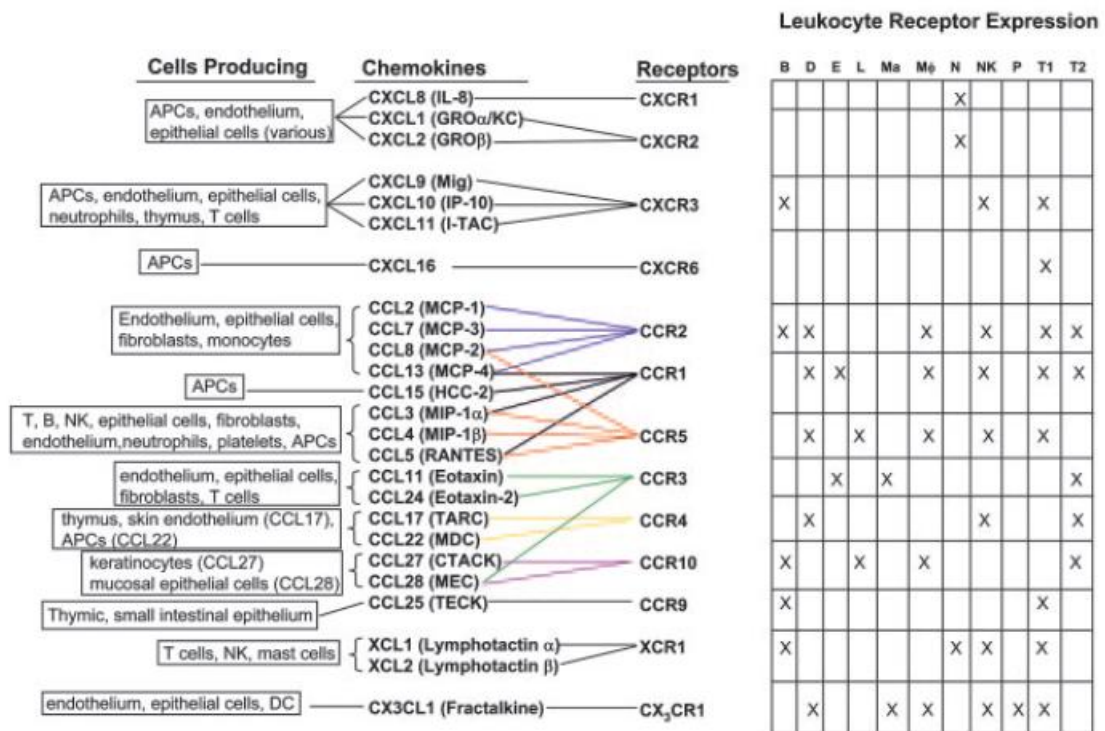 Leukocyte Receptor Expression
Cells Producing Chemokines Receptors B D E L Ma Mϕ N NK P T1 T2
APCs, endothelium,
epithelial cells (various)
CXCL8 (IL-8) CXCR1 X
CXCL1 (GROα/KC)
CXCL2 (GROβ) CXCR2 X
APCs, endothelium, epithelial cells,
neutrophils, thymus, T cells
CXCL9 (Mig)
CXCL10 (IP-10) CXCR3 X X X
CXCL11 (I-TAC)
APCs CXCL16 CXCR6 X
Endothelium, epithelial cells,
fibroblasts, monocytes
CCL2 (MCP-1)
CCL7 (MCP-3) CCR2 X X X X X X
CCL8 (MCP-2)
CCL13 (MCP-4) CCR1 X X X X X X
APCs CCL15 (HCC-2)
T, B, NK, epithelial cells, fibroblasts,
endothelium,neutrophils, platelets, APCs
CCL3 (MIP-1α)
CCL4 (MIP-1β) CCR5 X X X X X
CCL5 (RANTES)
endothelium, epithelial cells,
fibroblasts, T cells
CCL11 (Eotaxin) CCR3 X X X
CCL24 (Eotaxin-2)
thymus, skin endothelium (CCL17),
APCs (CCL22)
CCL17 (TARC) CCR4 X X X
CCL22 (MDC)
keratinocytes (CCL27)
mucosal epithelial cells (CCL28)
CCL27 (CTACK) CCR10 X X X X
CCL28 (MEC)
Thymic, small intestinal epithelium CCL25 (TECK) CCR9 X X
T cells, NK, mast cells
XCL1 (Lymphotactin α) XCR1 X X X X
XCL2 (Lymphotactin β)
endothelium, epithelial cells, DC CX3CL1 (Fractalkine) CX₃CR1 X X X X X X